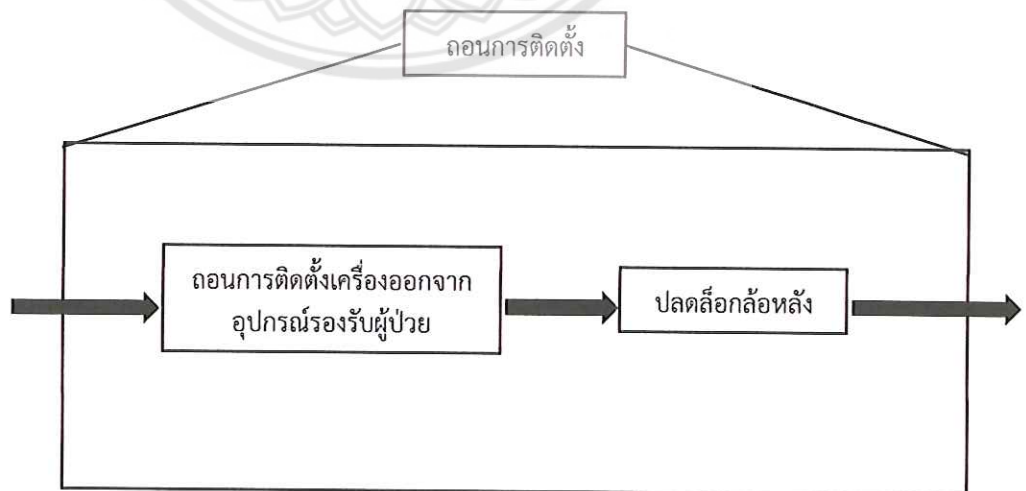 ถอนการติดตั้ง
ถอนการติดตั้งเครื่องออกจาก
อุปกรณ์รองรับผู้ป่วย
ปลดล็อกล้อหลัง